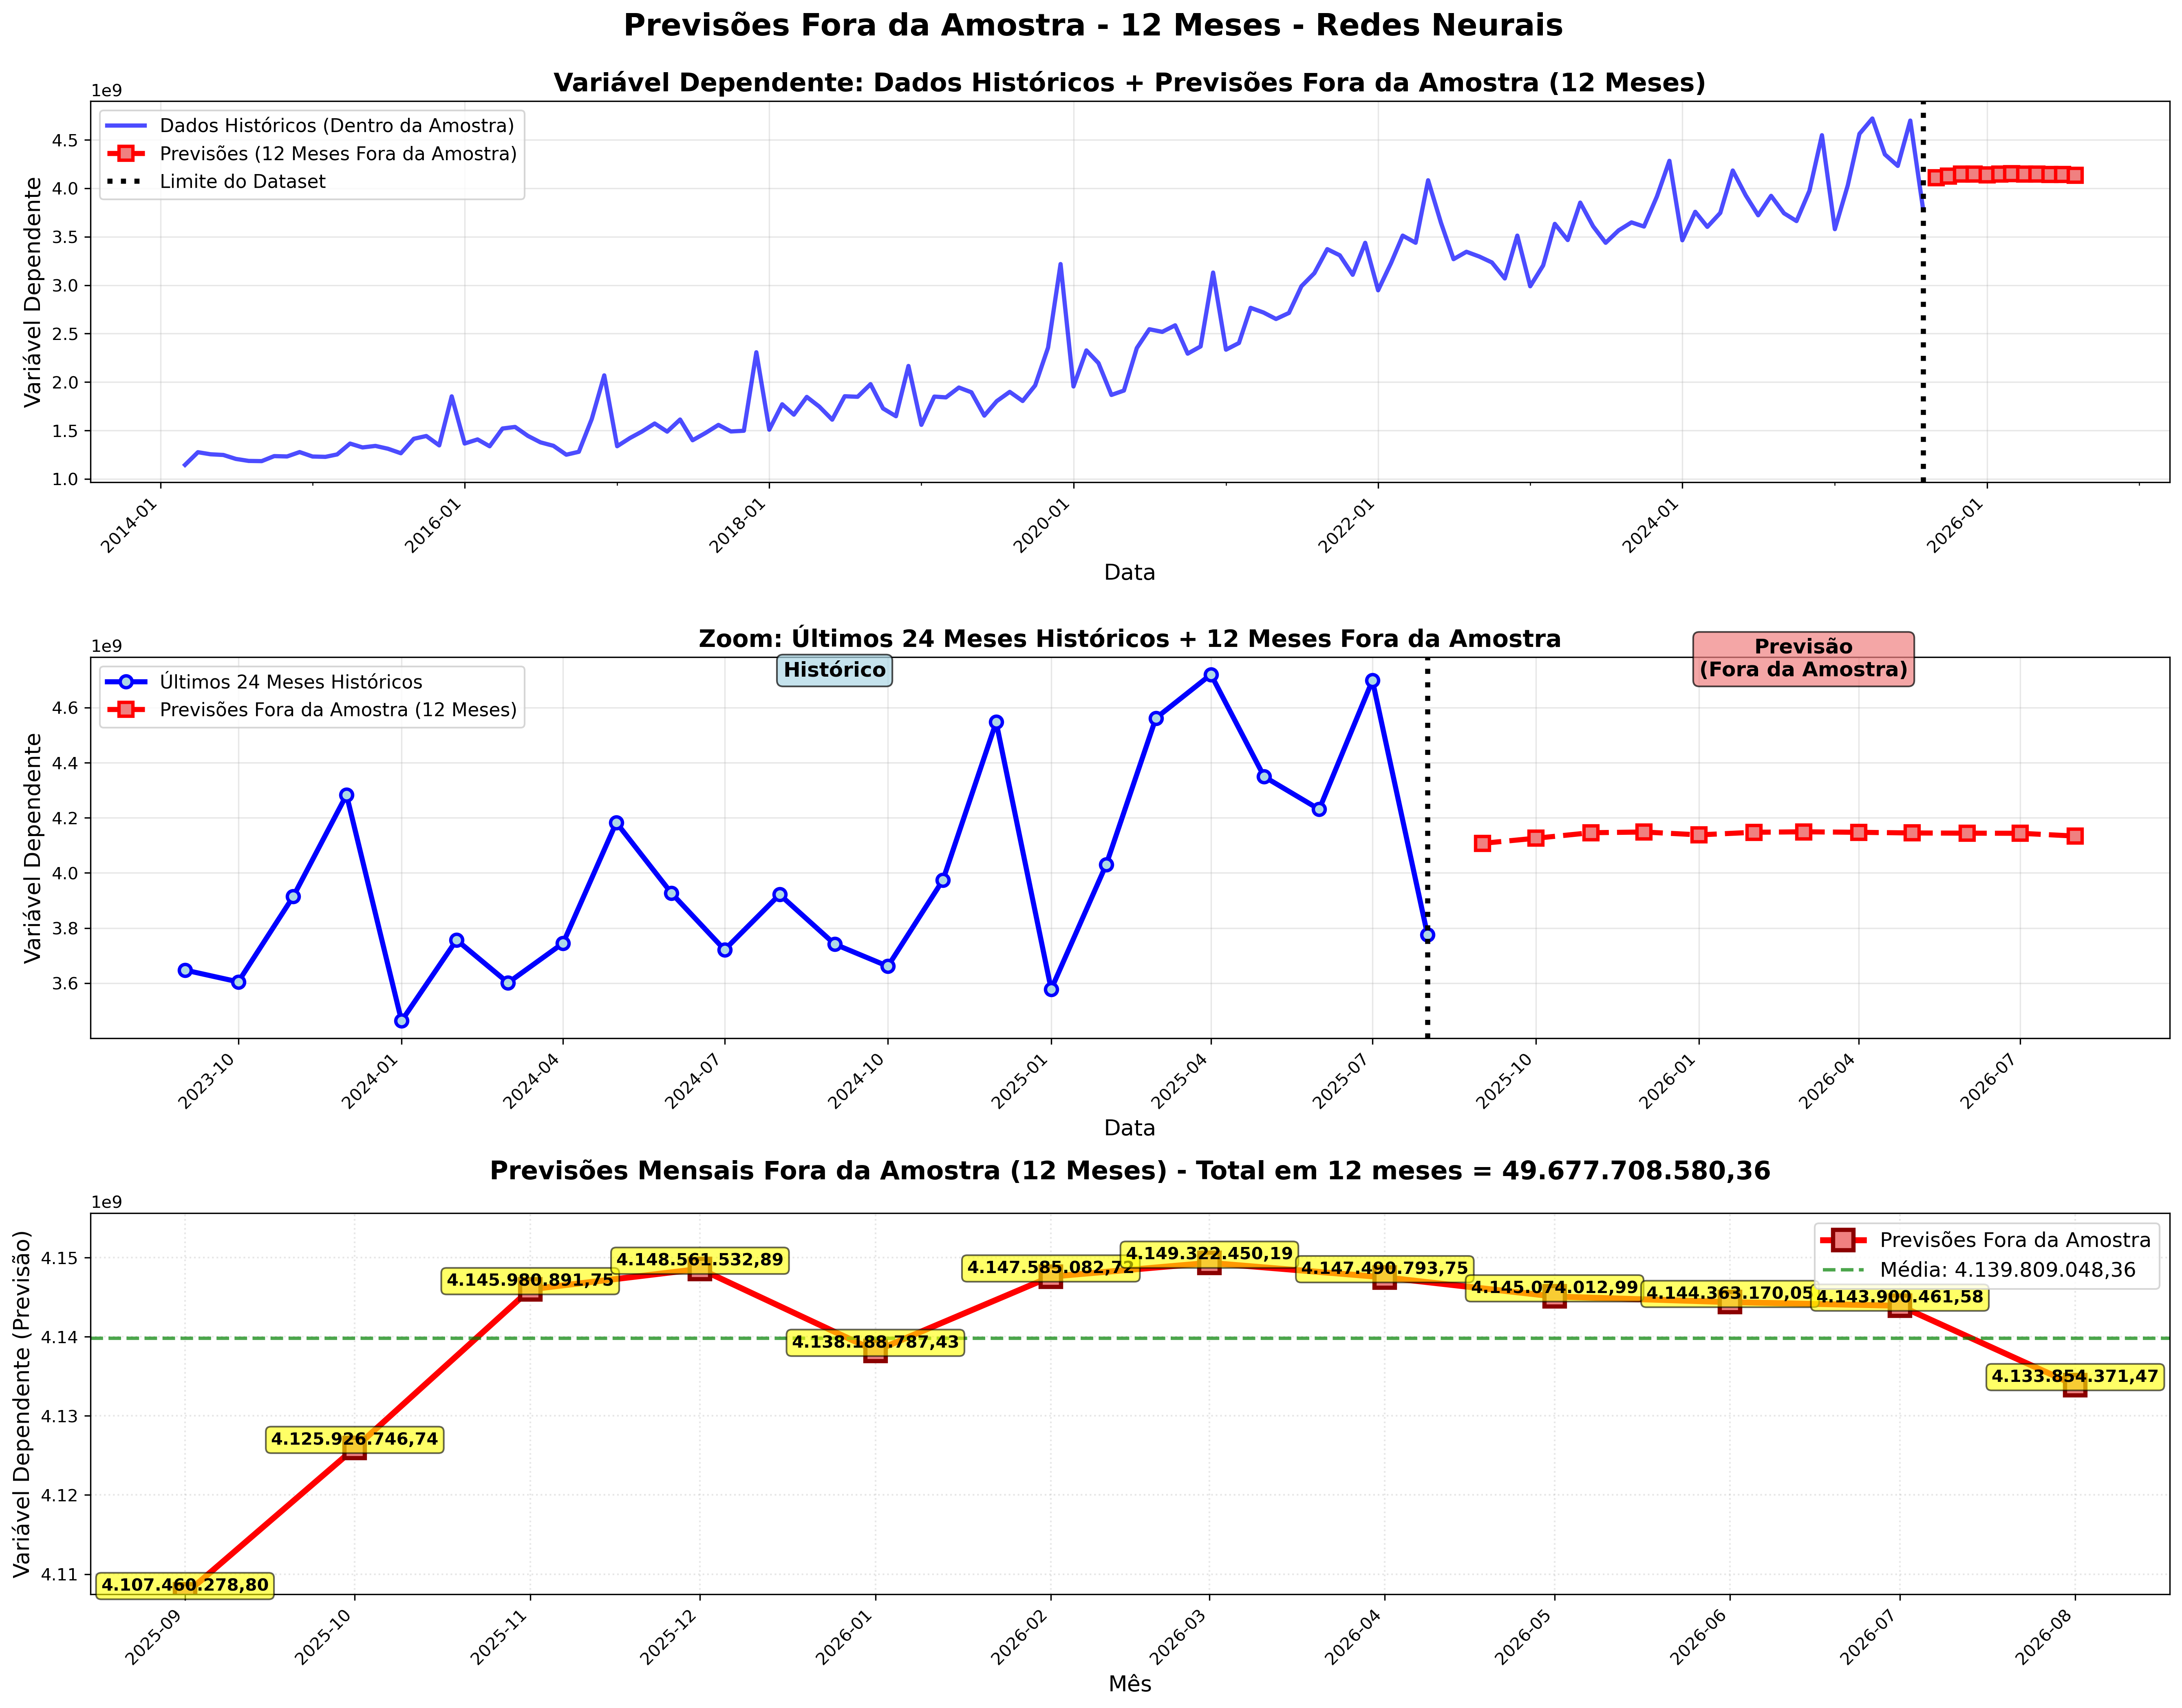 Previsões Fora da Amostra - 12 Meses - Redes Neurais
Variável Dependente: Dados Históricos + Previsões Fora da Amostra (12 Meses)
1e9
Dados Históricos (Dentro da Amostra)
Previsões (12 Meses Fora da Amostra)
Limite do Dataset
Variável Dependente
4.5
4.0
3.5
3.0
2.5
2.0
1.5
1.0
2014-01
2016-01
2018-01
2020-01
2022-01
2024-01
2026-01
Data
Zoom: Últimos 24 Meses Históricos + 12 Meses Fora da Amostra
1e9
Últimos 24 Meses Históricos
Previsões Fora da Amostra (12 Meses)
Histórico
Previsão
(Fora da Amostra)
Variável Dependente
4.6
4.4
4.2
4.0
3.8
3.6
2023-10
2024-01
2024-04
2024-07
2024-10
2025-01
2025-04
2025-07
2025-10
2026-01
2026-04
2026-07
Data
Previsões Mensais Fora da Amostra (12 Meses) - Total em 12 meses = 49.677.708.580,36
1e9
Previsões Fora da Amostra
Média: 4.139.809.048,36
Variável Dependente (Previsão)
4.15
4.14
4.13
4.12
4.11
4.107.460.278,80
4.125.926.746,74
4.145.980.891,75
4.148.561.532,89
4.138.188.787,43
4.147.585.082,72
4.149.322.450,19
4.147.490.793,75
4.145.074.012,99
4.144.363.170,05
4.143.900.461,58
4.133.854.371,47
2025-09
2025-10
2025-11
2025-12
2026-01
2026-02
2026-03
2026-04
2026-05
2026-06
2026-07
2026-08
Mês